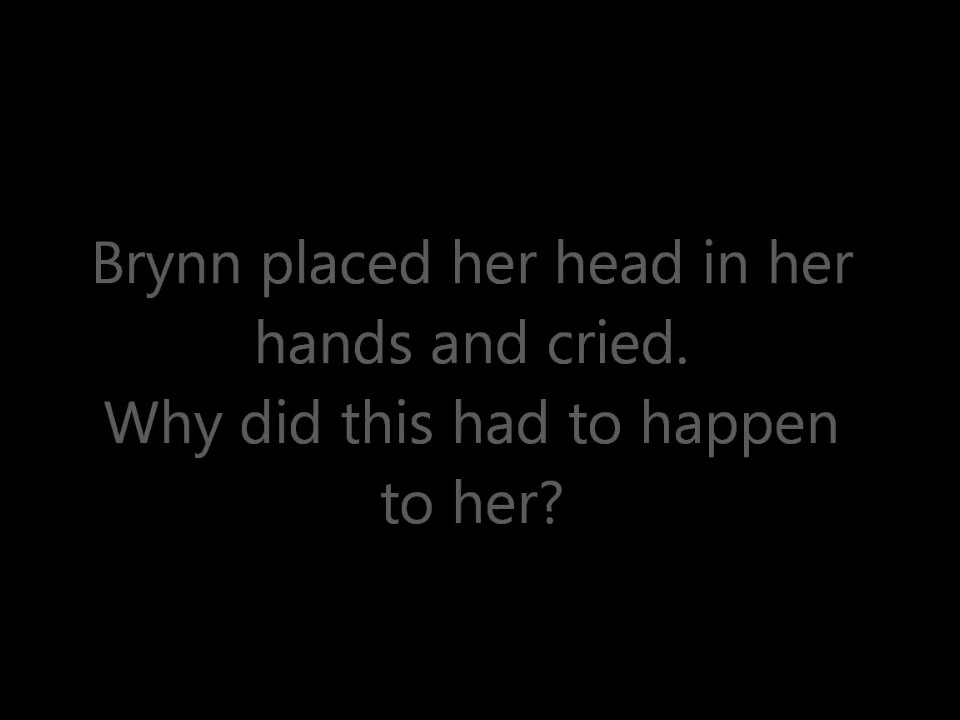 Brynn placed her head in her
hands and cried.
Why did this had to happen
to her?